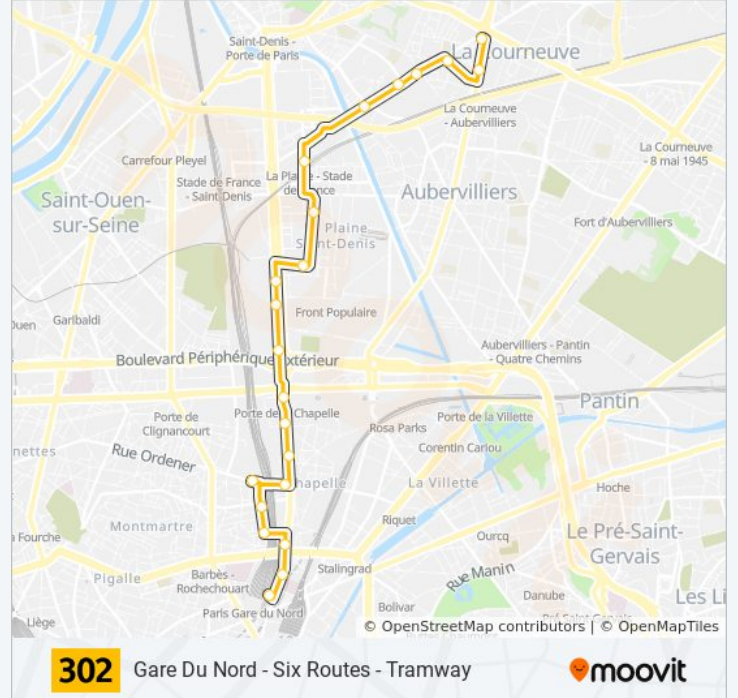 Saint-Denis -
Porte de Paris
La Courneuve
La Courneuve
- Aubervilliers
La Courneuve
- 8 mai 1945
Carrefour Pleyel
Stade de France
- Saint-Denis
La Plaine - Stade
de France
Saint-Ouen-
sur-Seine
Aubervilliers
Fort d'Aubervilliers
Plaine
Saint-Denis
Front Populaire
Garibaldi
Boulevard Périphérique Extérieur
Aubervilliers - Pantin
- Quatre Chemins
Pantin
Porte de
Clignancourt
Porte de la Chapelle
Porte de la Villette
Rosa Parks
Rue Ordener
Corentin Cariou
La Villette
Hoche
Montmartre
Riquet
Ourcq
Le Pré-Saint-
Gervais
Fourche
Pigalle
Barbès -
Rochechouart
Stalingrad
Rue Manin
Danube
Les Li
Paris Gare du Nord
Bolivar
Liège
© OpenStreetMap contributors | © OpenMapTiles
302 Gare Du Nord - Six Routes - Tramway moovit